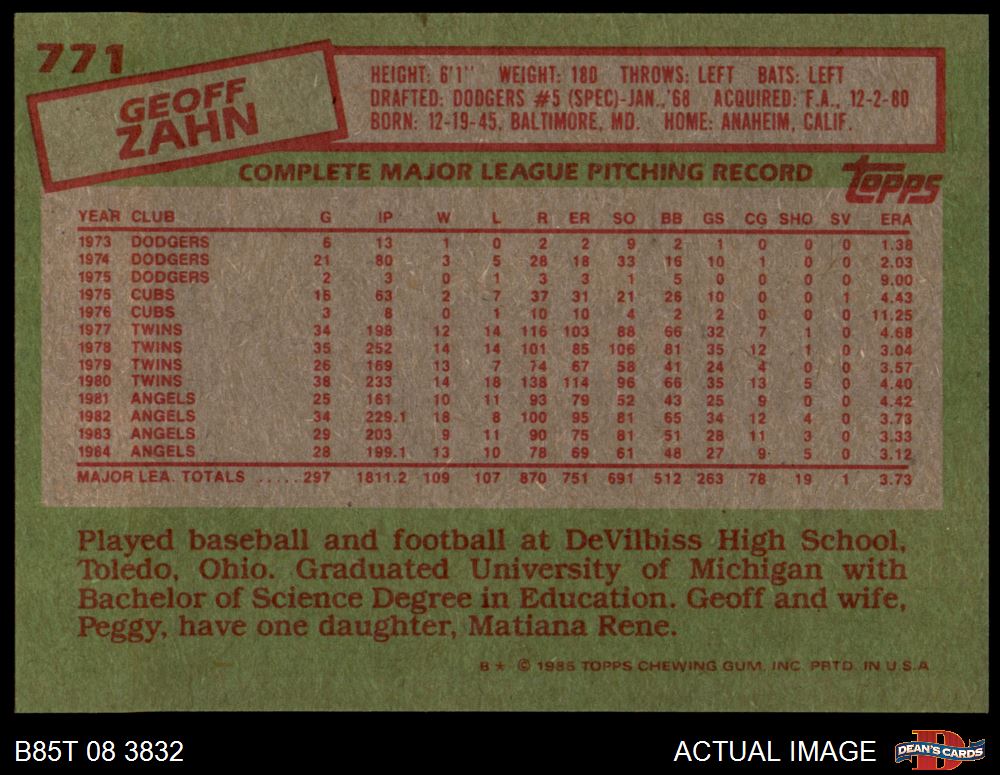 771
GEOFF
ZAHN
HEIGHT: 6'1" WEIGHT: 180 THROWS: LEFT BATS: LEFT
DRAFTED: DODGERS #5 (SPEC)-JAN.,'68 ACQUIRED: F.A., 12-2-80
BORN: 12-19-45, BALTIMORE, MD. HOME: ANAHEIM, CALIF.
COMPLETE MAJOR LEAGUE PITCHING RECORD
Topps
YEAR CLUB G IP W L R ER SO BB GS CG SHO SV ERA
1973 DODGERS 6 13 1 0 2 2 9 2 1 0 0 0 1.38
1974 DODGERS 21 80 3 5 28 18 33 16 10 1 0 0 2.03
1975 DODGERS 2 3 0 1 3 3 1 5 0 0 0 0 9.00
1975 CUBS 16 63 2 7 37 31 21 26 10 0 0 1 4.43
1976 CUBS 3 8 0 1 10 10 4 2 2 0 0 0 11.25
1977 TWINS 34 198 12 14 116 103 88 66 32 7 1 0 4.68
1978 TWINS 35 252 14 14 101 85 106 81 35 12 1 0 3.04
1979 TWINS 26 169 13 7 74 67 58 41 24 4 0 0 3.57
1980 TWINS 38 233 14 18 138 114 96 66 35 13 5 0 4.40
1981 ANGELS 25 161 10 11 93 79 52 43 25 9 0 0 4.42
1982 ANGELS 34 229.1 18 8 100 95 81 65 34 12 4 0 3.73
1983 ANGELS 29 203 9 11 90 75 81 51 28 11 3 0 3.33
1984 ANGELS 28 199.1 13 10 78 69 61 48 27 9 5 0 3.12
MAJOR LEA. TOTALS .....297 1811.2 109 107 870 751 691 512 263 78 19 1 3.73
Played baseball and football at DeVilbiss High School,
Toledo, Ohio. Graduated University of Michigan with
Bachelor of Science Degree in Education. Geoff and wife,
Peggy, have one daughter, Matiana Rene.
B * © 1985 TOPPS CHEWING GUM, INC. PRTD. IN U.S.A
B85T 08 3832
ACTUAL IMAGE
DEAN'S CARDS